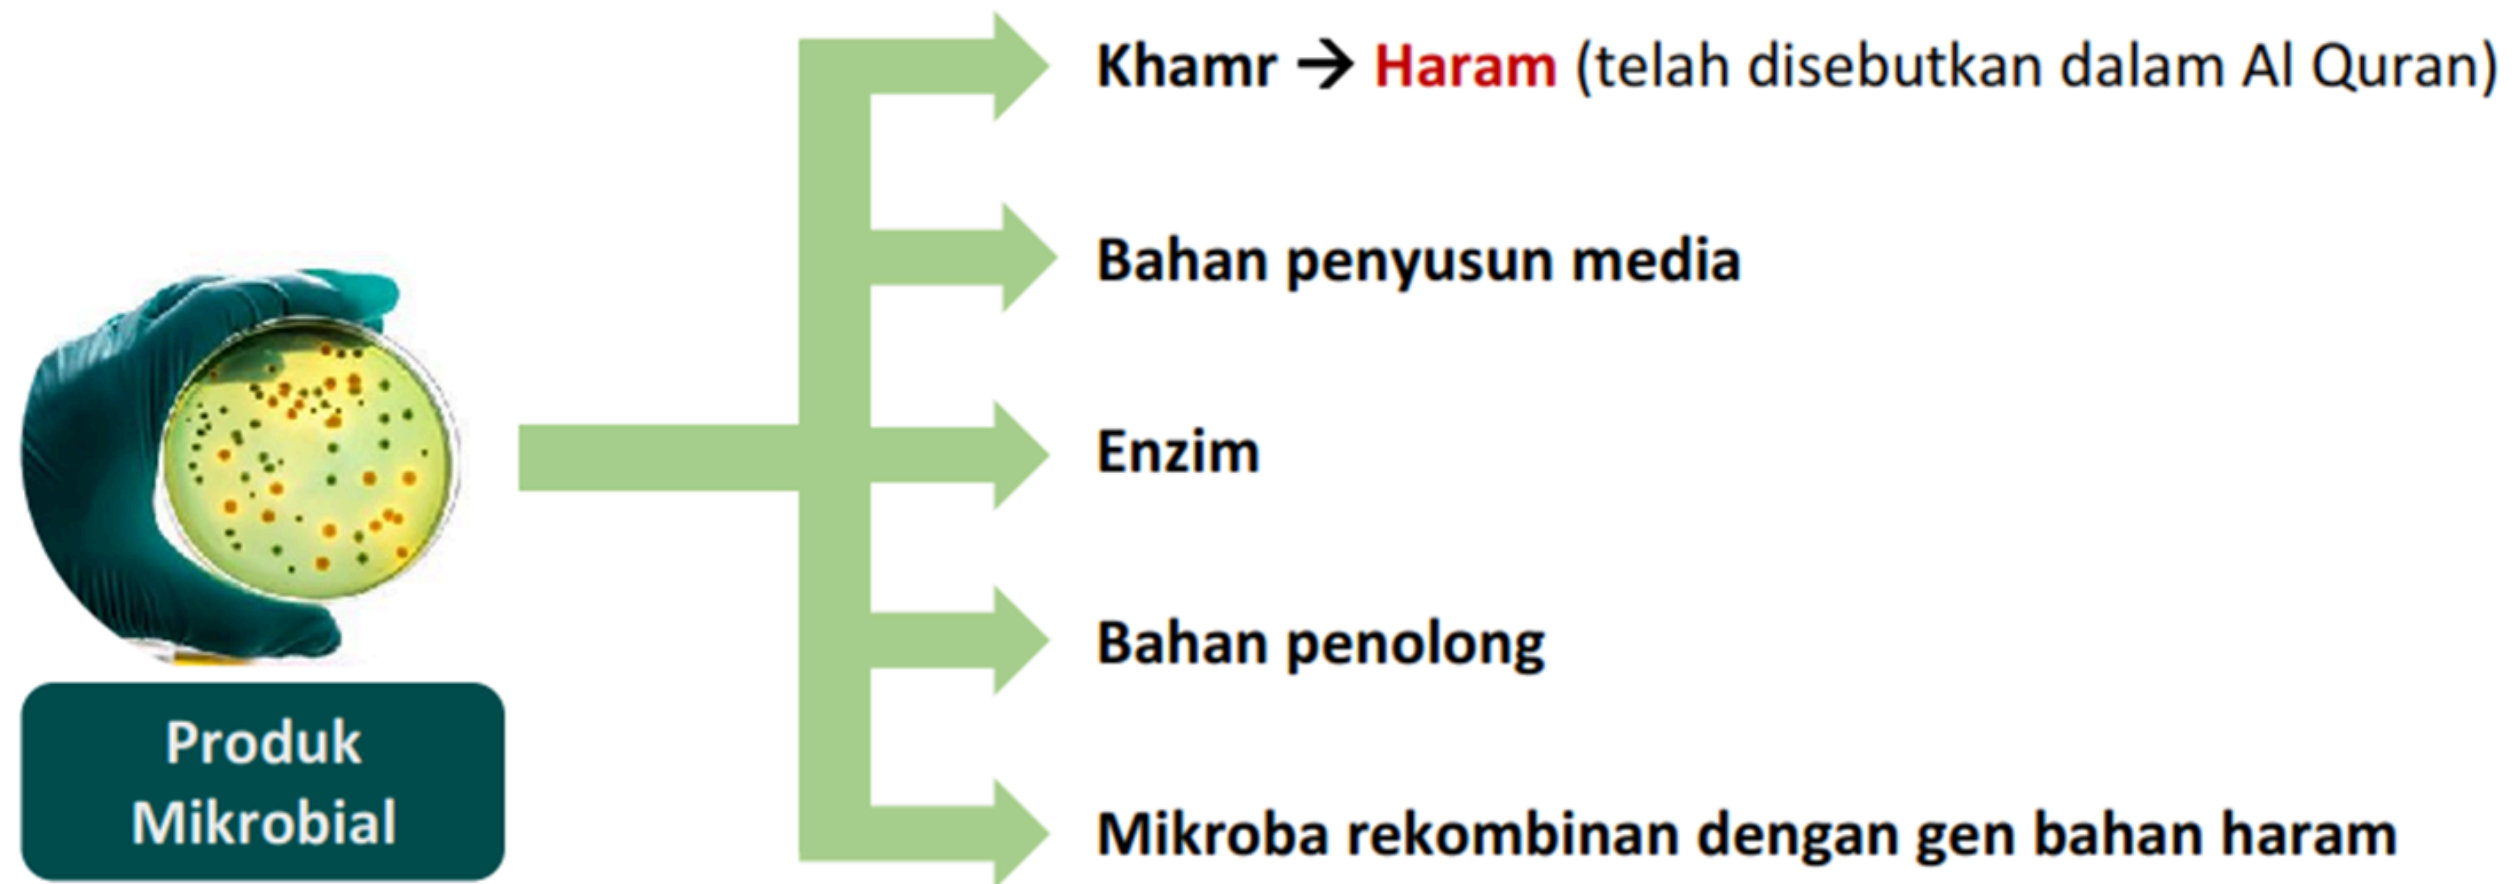 Khamr → Haram (telah disebutkan dalam Al Quran)
Bahan penyusun media
Enzim
Bahan penolong
Mikroba rekombinan dengan gen bahan haram
Produk
Mikrobial